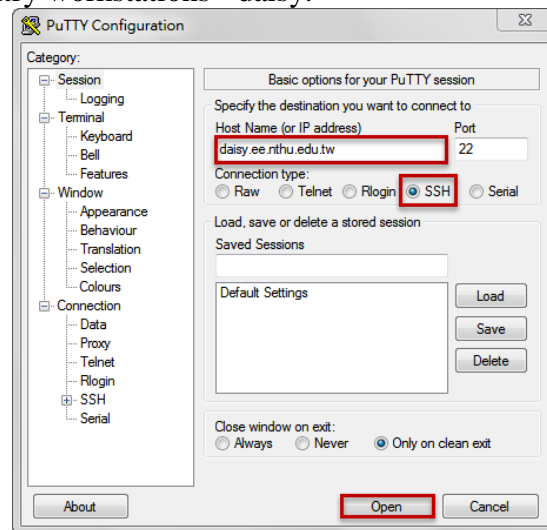 workstations daisy.
PuTTY Configuration
Category:
Session
Logging
Terminal
Keyboard
Bell
Features
Window
Appearance
Behaviour
Translation
Selection
Colours
Connection
Data
Proxy
Telnet
Rlogin
SSH
Serial
Basic options for your PuTTY session
Specify the destination you want to connect to
Host Name (or IP address) Port
daisy.ee.nthu.edu.tw 22
Connection type:
Raw Telnet Rlogin SSH Serial
Load, save or delete a stored session
Saved Sessions
Default Settings
Load
Save
Delete
Close window on exit:
Always Never Only on clean exit
About Open Cancel